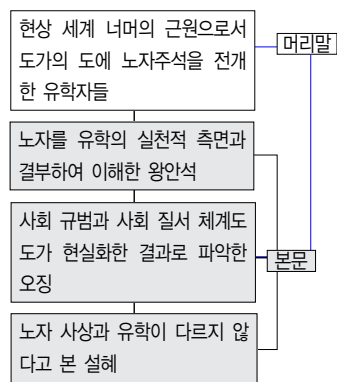 현상 세계 너머의 근원으로서
도가의 도에 노자주석을 전개
한 유학자들
머리말
노자를 유학의 실천적 측면과
결부하여 이해한 왕안석
사회 규범과 사회 질서 체계도
도가 현실화한 결과로 파악한
오징
본문
노자 사상과 유학이 다르지 않
다고 본 설혜